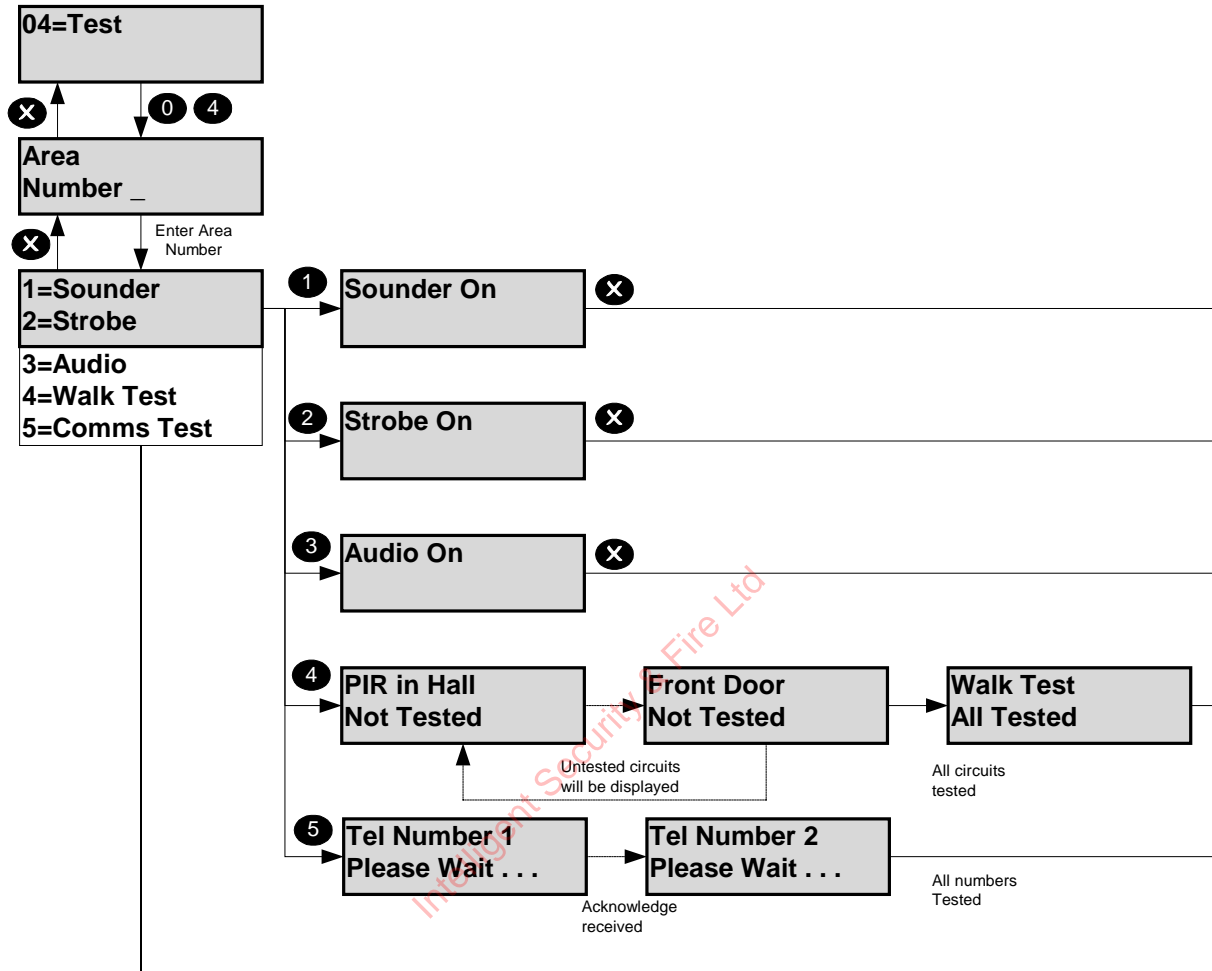 04=Test
X
0 4
Area
Number _
X
Enter Area
Number
1=Sounder
2=Strobe
3=Audio
4=Walk Test
5=Comms Test
1
Sounder On
X
2
Strobe On
X
3
Audio On
X
4
PIR in Hall
Not Tested
Front Door
Not Tested
Walk Test
All Tested
Untested circuits
will be displayed
All circuits
tested
5
Tel Number 1
Please Wait . . .
Tel Number 2
Please Wait . . .
Acknowledge
received
All numbers
Tested
Intelligent Security & Fire Ltd